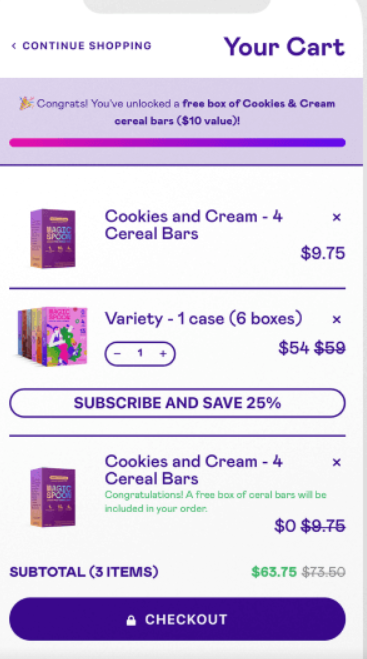 ‹ CONTINUE SHOPPING
Your Cart
🎉 Congrats! You've unlocked a free box of Cookies & Cream
cereal bars ($10 value)!
MAGIC
SPOON
Cookies and Cream - 4
Cereal Bars
×
$9.75
MAGIC SPOON
Variety - 1 case (6 boxes)
×
− 1 +
$54 $59
SUBSCRIBE AND SAVE 25%
MAGIC
SPOON
Cookies and Cream - 4
Cereal Bars
×
Congratulations! A free box of ceral bars will be
included in your order.
$0 $9.75
SUBTOTAL (3 ITEMS)
$63.75 $73.50
CHECKOUT